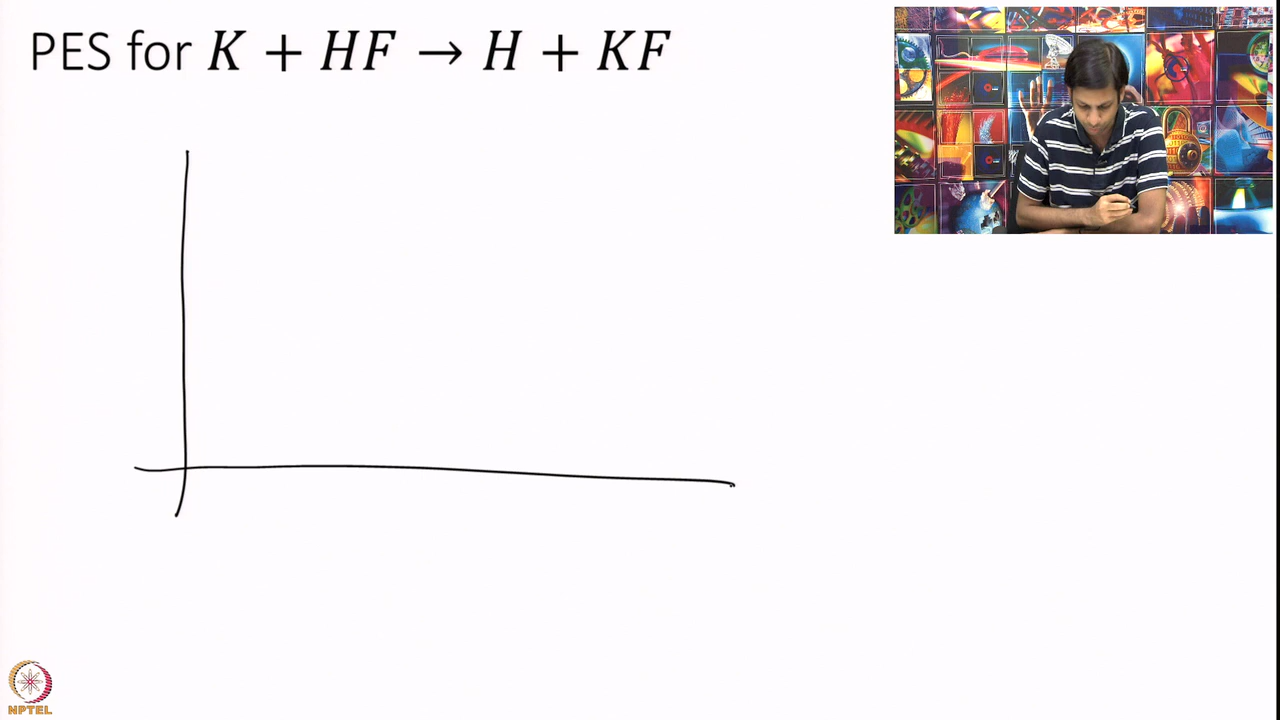 PES for K + HF → H + KF
NPTEL